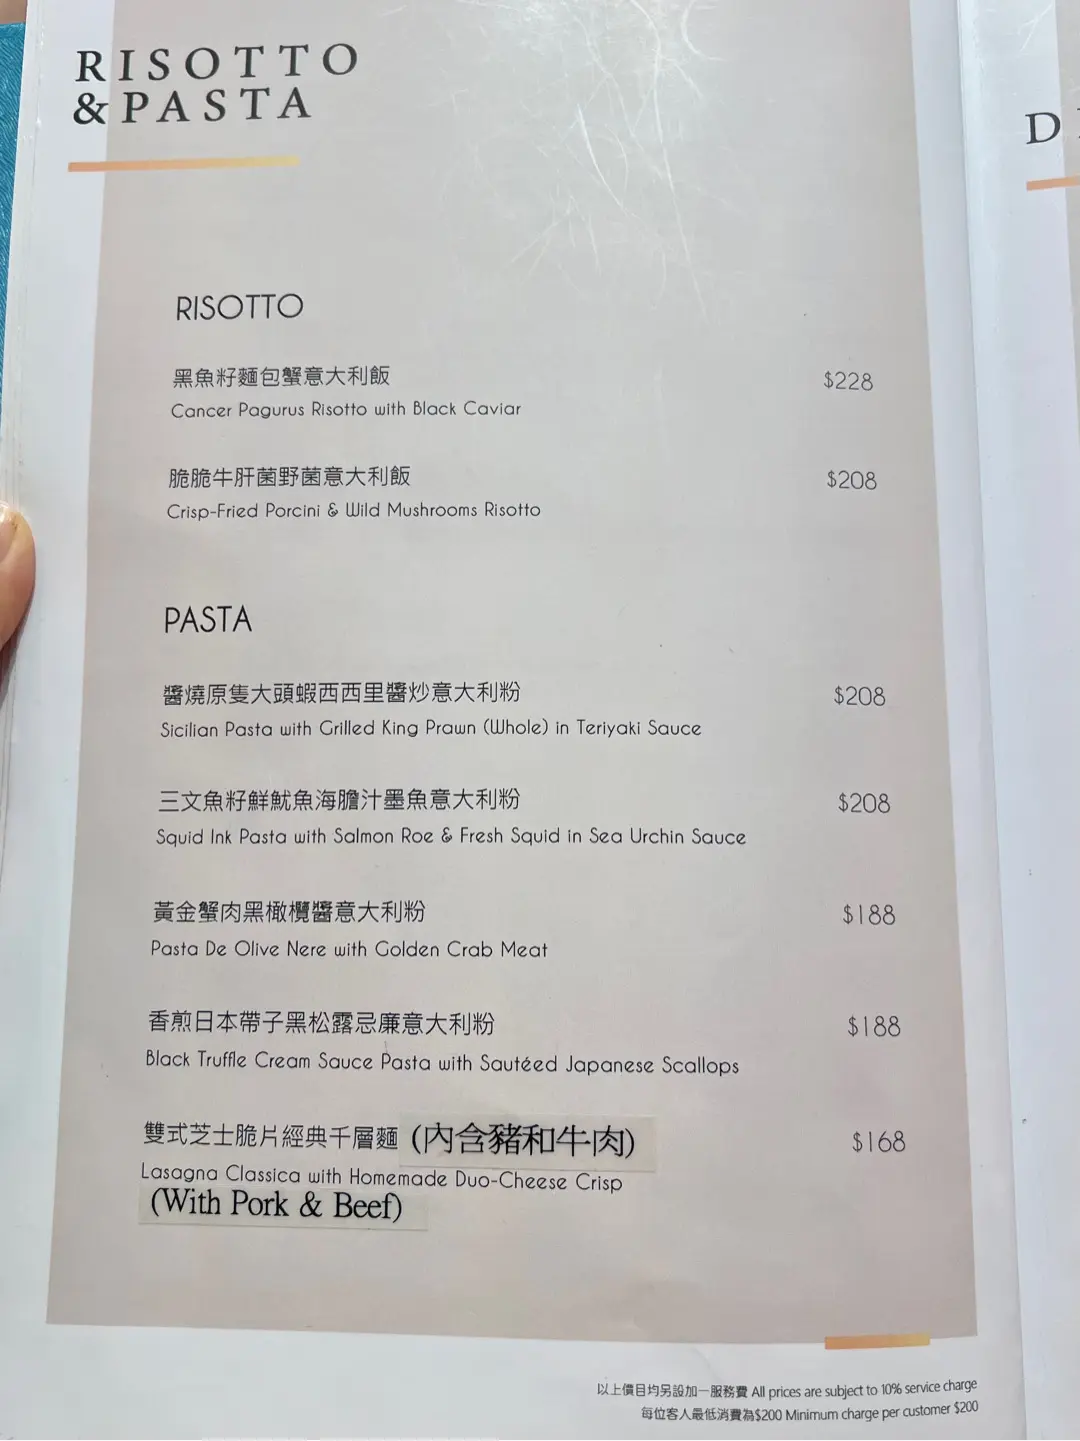 RISOTTO
& PASTA
D
RISOTTO
黑魚籽麵包蟹意大利飯
$228
Cancer Pagurus Risotto with Black Caviar
脆脆牛肝菌野菌意大利飯
$208
Crisp-Fried Porcini & Wild Mushrooms Risotto
PASTA
醬燒原隻大頭蝦西西里醬炒意大利粉
$208
Sicilian Pasta with Grilled King Prawn (Whole) in Teriyaki Sauce
三文魚籽鮮魷魚海膽汁墨魚意大利粉
$208
Squid Ink Pasta with Salmon Roe & Fresh Squid in Sea Urchin Sauce
黃金蟹肉黑橄欖醬意大利粉
$188
Pasta De Olive Nere with Golden Crab Meat
香煎日本帶子黑松露忌廉意大利粉
$188
Black Truffle Cream Sauce Pasta with Sautéed Japanese Scallops
雙式芝士脆片經典千層麵 (內含豬和牛肉)
$168
Lasagna Classica with Homemade Duo-Cheese Crisp
(With Pork & Beef)
以上價目均另設加一服務費 All prices are subject to 10% service charge
每位客人最低消費為$200 Minimum charge per customer $200